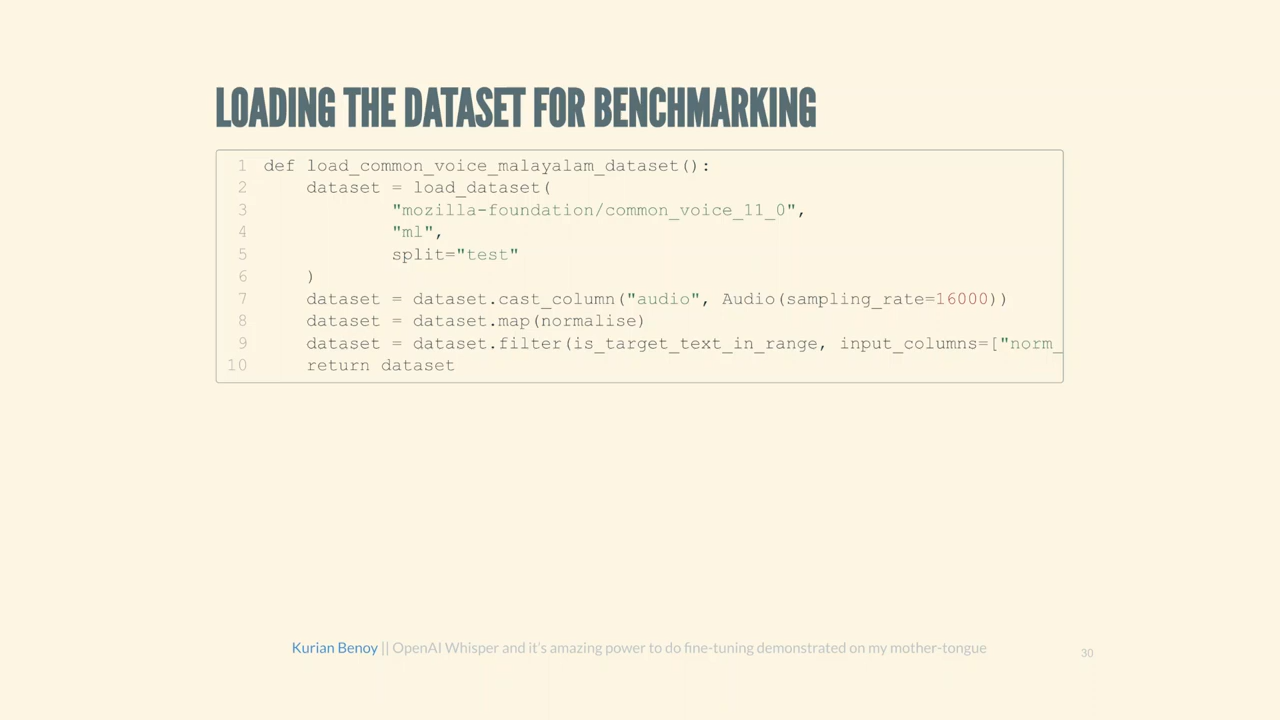 LOADING THE DATASET FOR BENCHMARKING
1 def load_common_voice_malayalam_dataset():
2     dataset = load_dataset(
3             "mozilla-foundation/common_voice_11_0",
4             "ml",
5             split="test"
6     )
7     dataset = dataset.cast_column("audio", Audio(sampling_rate=16000))
8     dataset = dataset.map(normalise)
9     dataset = dataset.filter(is_target_text_in_range, input_columns=["norm_
10     return dataset
Kurian Benoy || OpenAI Whisper and it's amazing power to do fine-tuning demonstrated on my mother-tongue
30